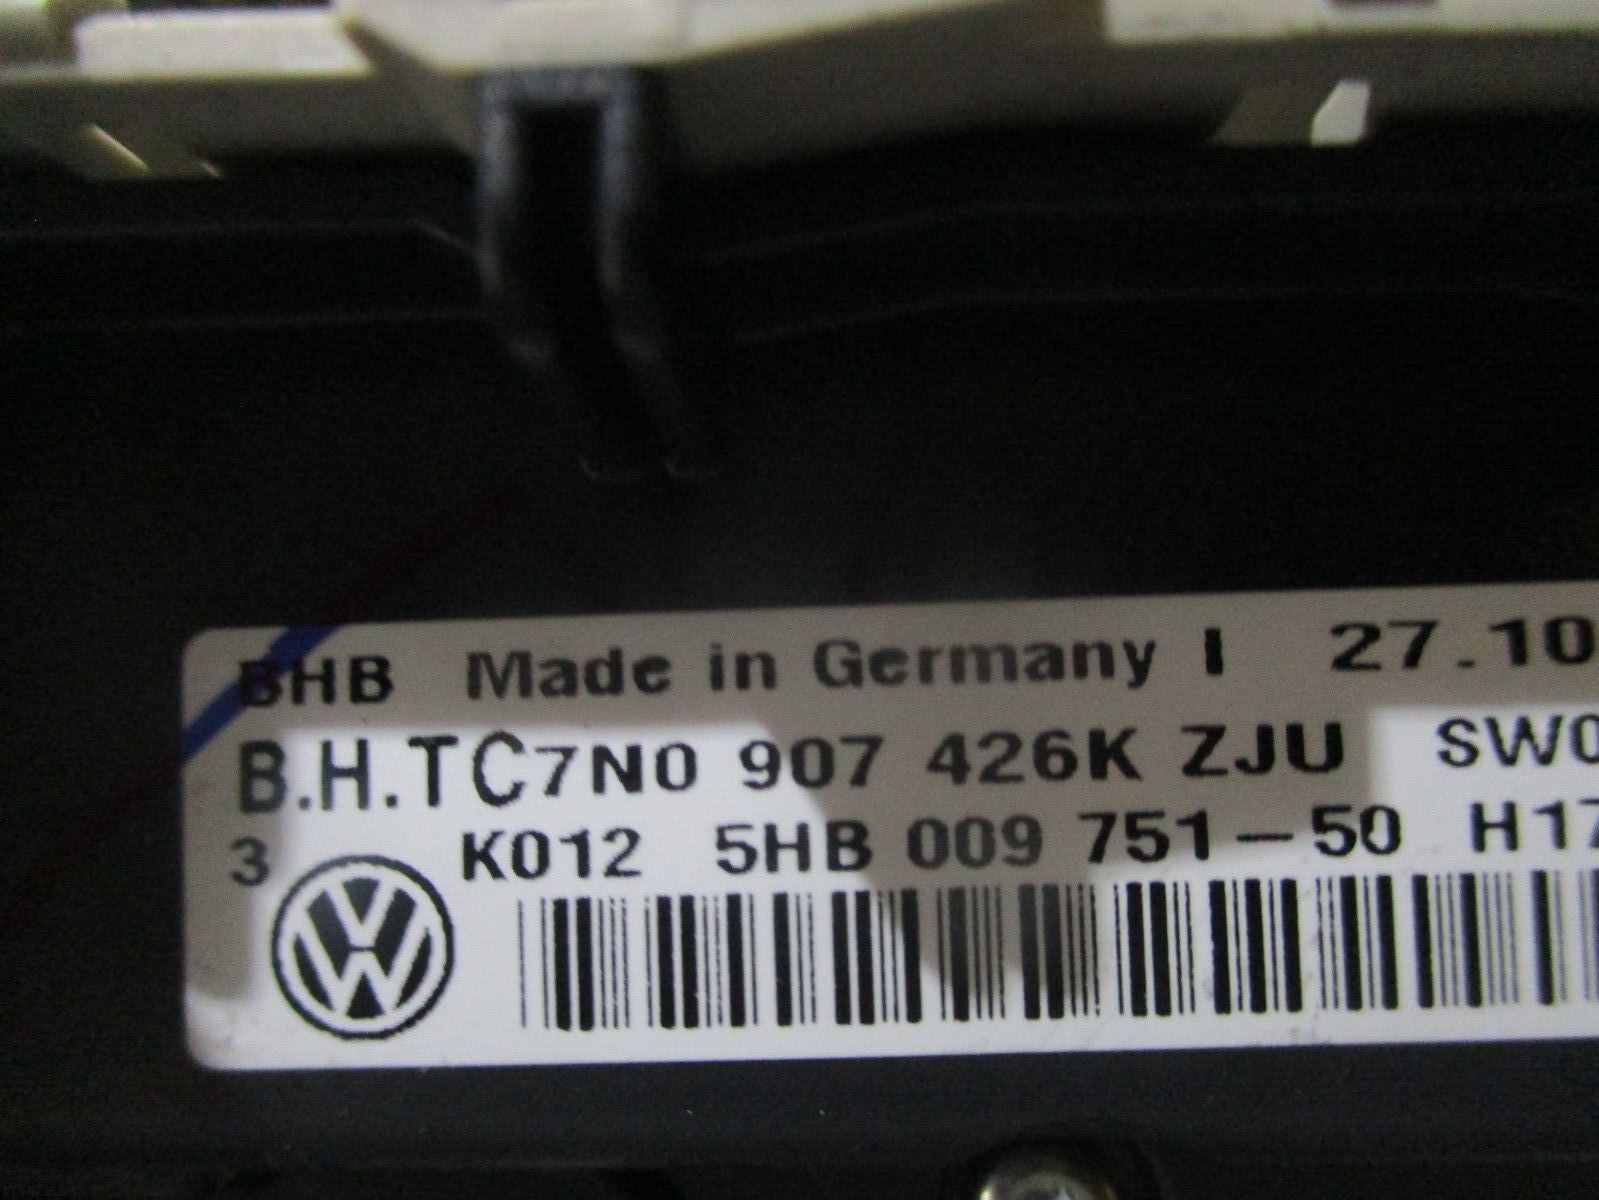 BHB Made in Germany I 27.10
B.H.TC7N0 907 426K ZJU SW0
3 K012 5HB 009 751-50 H17